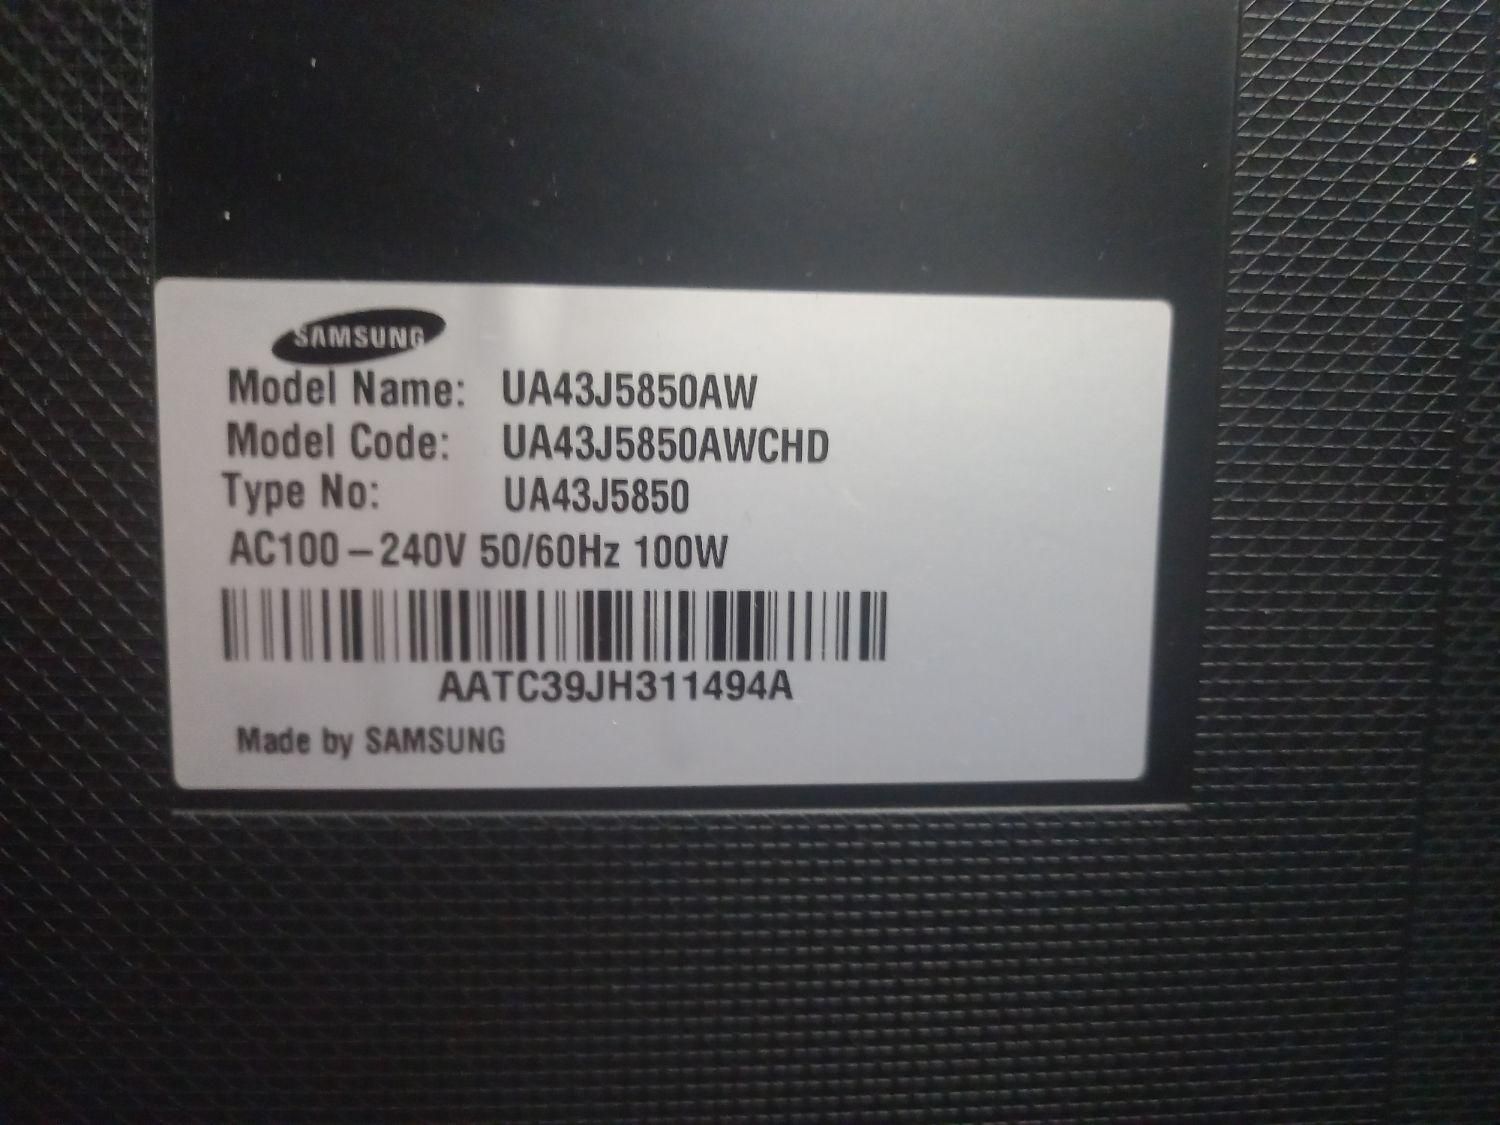 SAMSUNG
Model Name: UA43J5850AW
Model Code: UA43J5850AWCHD
Type No: UA43J5850
AC100-240V 50/60Hz 100W
AATC39JH311494A
Made by SAMSUNG